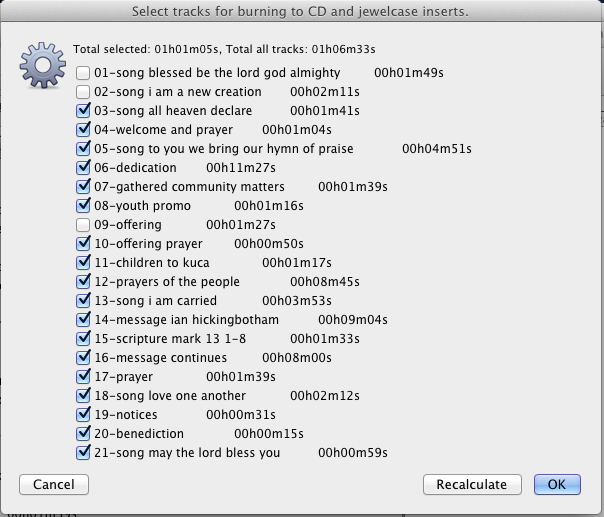 Select tracks for burning to CD and jewelcase inserts.
Total selected: 01h01m05s, Total all tracks: 01h06m33s
01-song blessed be the lord god almighty 00h01m49s
02-song i am a new creation 00h02m11s
03-song all heaven declare 00h01m41s
04-welcome and prayer 00h01m04s
05-song to you we bring our hymn of praise 00h04m51s
06-dedication 00h11m27s
07-gathered community matters 00h01m39s
08-youth promo 00h01m16s
09-offering 00h01m27s
10-offering prayer 00h00m50s
11-children to kuca 00h01m17s
12-prayers of the people 00h08m45s
13-song i am carried 00h03m53s
14-message ian hickingbotham 00h09m04s
15-scripture mark 13 1-8 00h01m33s
16-message continues 00h08m00s
17-prayer 00h01m39s
18-song love one another 00h02m12s
19-notices 00h00m31s
20-benediction 00h00m15s
21-song may the lord bless you 00h00m59s
Cancel Recalculate OK